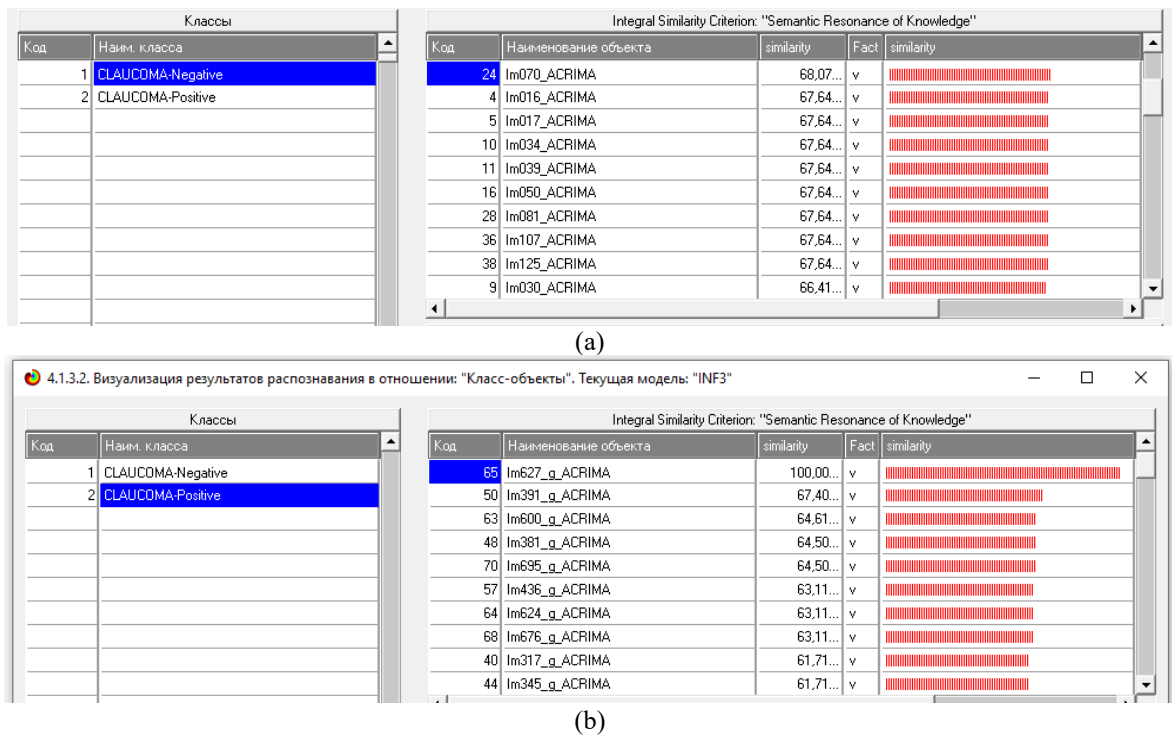 Классы
Integral Similarity Criterion: "Semantic Resonance of Knowledge"
Код Наим. класса
Код Наименование объекта similarity Fact similarity
1 CLAUCOMA-Negative
2 CLAUCOMA-Positive
24 Im070_ACRIMA 68,07... v
4 Im016_ACRIMA 67,64... v
5 Im017_ACRIMA 67,64... v
10 Im034_ACRIMA 67,64... v
11 Im039_ACRIMA 67,64... v
16 Im050_ACRIMA 67,64... v
28 Im081_ACRIMA 67,64... v
36 Im107_ACRIMA 67,64... v
38 Im125_ACRIMA 67,64... v
9 Im030_ACRIMA 66,41... v
(a)
4.1.3.2. Визуализация результатов распознавания в отношении: "Класс-объекты". Текущая модель: "INF3"
Классы
Integral Similarity Criterion: "Semantic Resonance of Knowledge"
Код Наим. класса
Код Наименование объекта similarity Fact similarity
1 CLAUCOMA-Negative
2 CLAUCOMA-Positive
65 Im627_g_ACRIMA 100,00... v
50 Im391_g_ACRIMA 67,40... v
63 Im600_g_ACRIMA 64,61... v
48 Im381_g_ACRIMA 64,50... v
70 Im695_g_ACRIMA 64,50... v
57 Im436_g_ACRIMA 63,11... v
64 Im624_g_ACRIMA 63,11... v
68 Im676_g_ACRIMA 63,11... v
40 Im317_g_ACRIMA 61,71... v
44 Im345_g_ACRIMA 61,71... v
(b)